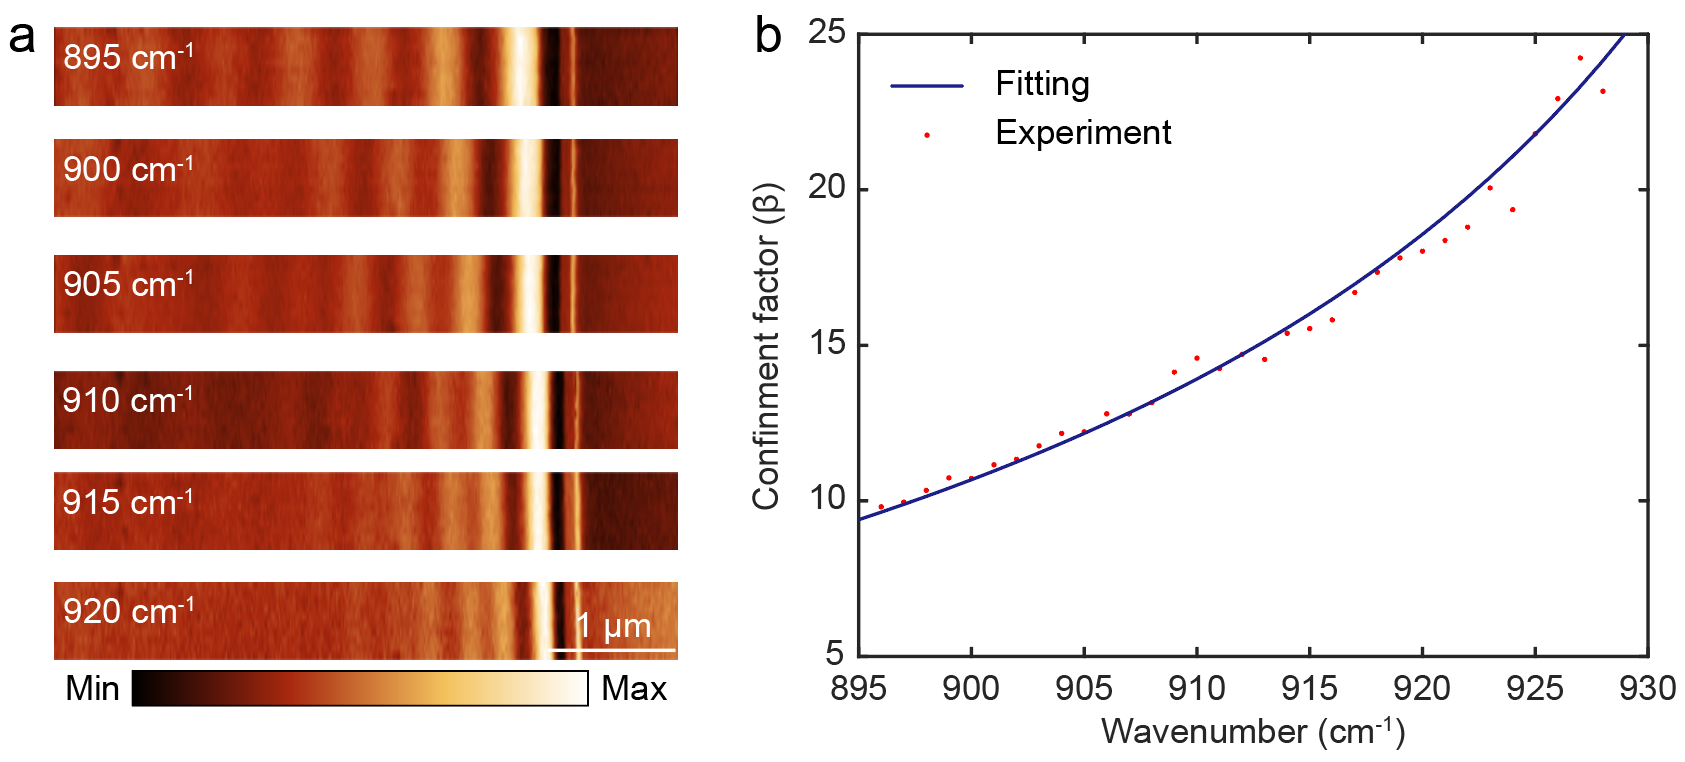 a
895 cm-1
900 cm-1
905 cm-1
910 cm-1
915 cm-1
920 cm-1
1 µm
Min
Max
b
Fitting
Experiment
Confinment factor (β)
25
20
15
10
5
895 900 905 910 915 920 925 930
Wavenumber (cm-1)